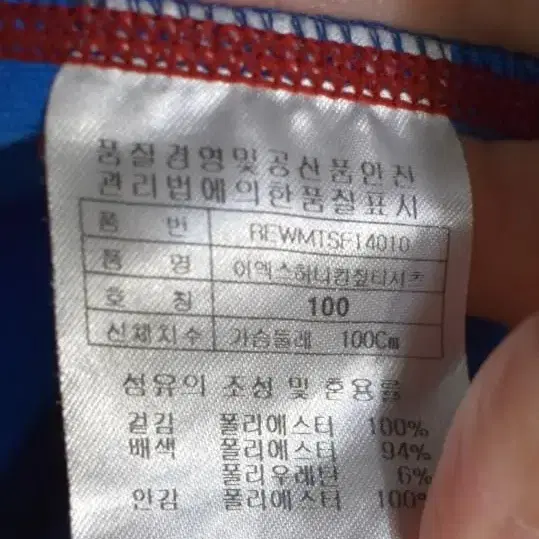 품질경영및공산품안전
관리법에의한품질표시
품 번 REWMTSF14010
품 명 이엑스하니컴짚티셔츠
호 칭 100
신체치수 가슴둘레 100Cm
섬유의 조성 및 혼용률
겉감 폴리에스터 100%
배색 폴리에스터 94%
폴리우레탄 6%
안감 폴리에스터 100%